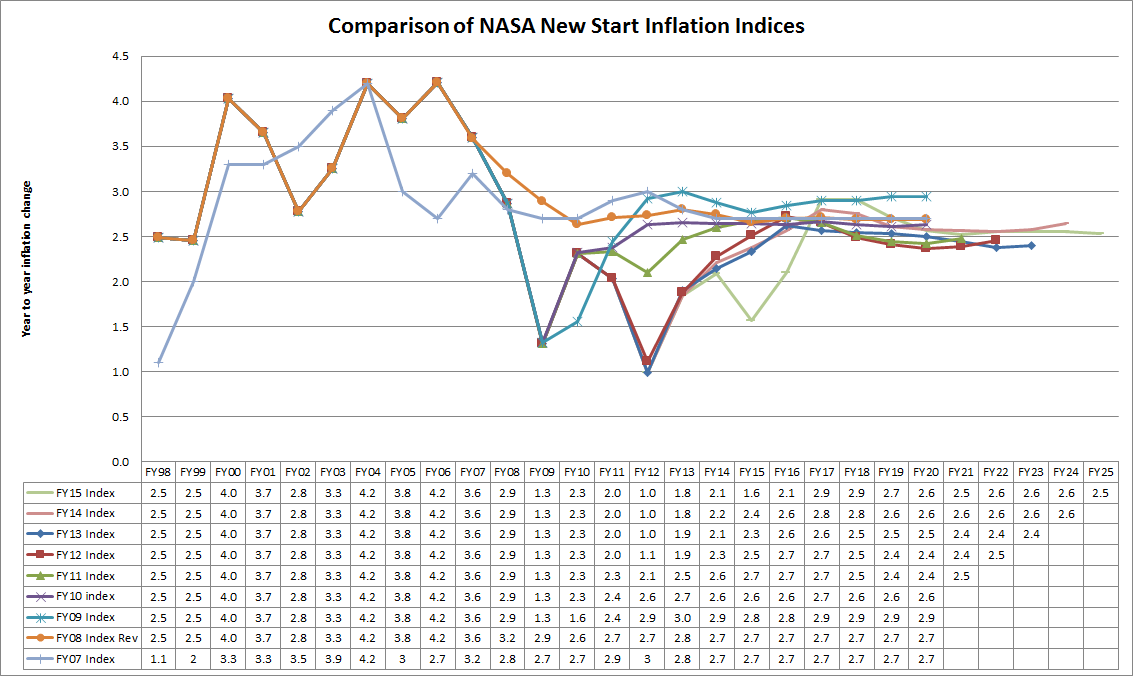 Comparison of NASA New Start Inflation Indices
4.5
4.0
3.5
3.0
2.5
2.0
1.5
1.0
0.5
0.0
Year to year inflation change
FY98 FY99 FY00 FY01 FY02 FY03 FY04 FY05 FY06 FY07 FY08 FY09 FY10 FY11 FY12 FY13 FY14 FY15 FY16 FY17 FY18 FY19 FY20 FY21 FY22 FY23 FY24 FY25
FY15 Index 2.5 2.5 4.0 3.7 2.8 3.3 4.2 3.8 4.2 3.6 2.9 1.3 2.3 2.0 1.0 1.8 2.1 1.6 2.1 2.9 2.9 2.7 2.6 2.5 2.6 2.6 2.6 2.5
FY14 Index 2.5 2.5 4.0 3.7 2.8 3.3 4.2 3.8 4.2 3.6 2.9 1.3 2.3 2.0 1.0 1.8 2.2 2.4 2.6 2.8 2.8 2.6 2.6 2.6 2.6 2.6 2.6
FY13 Index 2.5 2.5 4.0 3.7 2.8 3.3 4.2 3.8 4.2 3.6 2.9 1.3 2.3 2.0 1.0 1.9 2.1 2.3 2.6 2.6 2.5 2.5 2.5 2.4 2.4 2.4
FY12 Index 2.5 2.5 4.0 3.7 2.8 3.3 4.2 3.8 4.2 3.6 2.9 1.3 2.3 2.0 1.1 1.9 2.3 2.5 2.7 2.7 2.5 2.4 2.4 2.4 2.5
FY11 Index 2.5 2.5 4.0 3.7 2.8 3.3 4.2 3.8 4.2 3.6 2.9 1.3 2.3 2.3 2.1 2.5 2.6 2.7 2.7 2.7 2.5 2.4 2.4 2.5
FY10 index 2.5 2.5 4.0 3.7 2.8 3.3 4.2 3.8 4.2 3.6 2.9 1.3 2.3 2.4 2.6 2.7 2.6 2.6 2.6 2.7 2.6 2.6 2.6
FY09 Index 2.5 2.5 4.0 3.7 2.8 3.3 4.2 3.8 4.2 3.6 2.9 1.3 1.6 2.4 2.9 3.0 2.9 2.8 2.8 2.9 2.9 2.9 2.9
FY08 Index Rev 2.5 2.5 4.0 3.7 2.8 3.3 4.2 3.8 4.2 3.6 3.2 2.9 2.6 2.7 2.7 2.8 2.7 2.7 2.7 2.7 2.7 2.7 2.7
FY07 Index 1.1 2 3.3 3.3 3.5 3.9 4.2 3 2.7 3.2 2.8 2.7 2.7 2.9 3 2.8 2.7 2.7 2.7 2.7 2.7 2.7 2.7